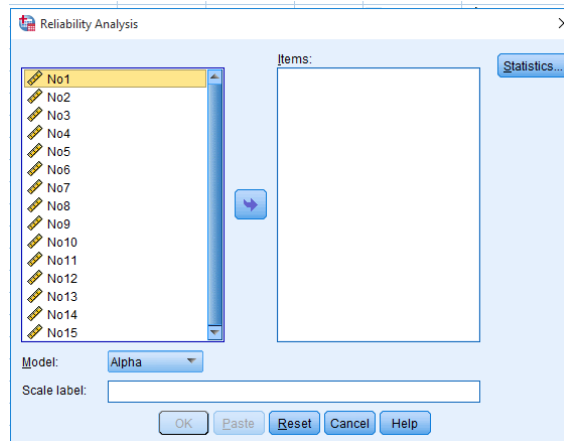 Reliability Analysis
Items:
Statistics...
No1
No2
No3
No4
No5
No6
No7
No8
No9
No10
No11
No12
No13
No14
No15
Model: Alpha
Scale label:
OK Paste Reset Cancel Help